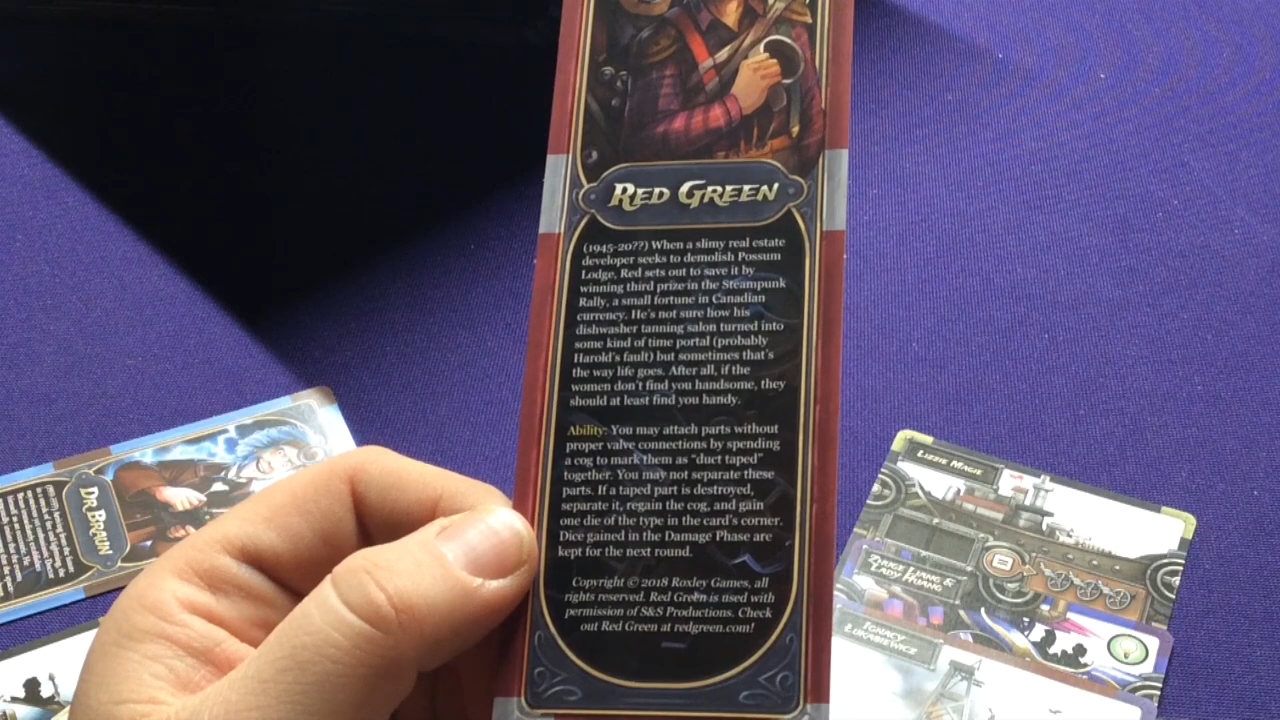 RED GREEN
(1945-20??) When a slimy real estate
developer seeks to demolish Possum
Lodge, Red sets out to save it by
winning third prize in the Steampunk
Rally, a small fortune in Canadian
currency. He's not sure how his
dishwasher tanning salon turned into
some kind of time portal (probably
Harold's fault) but sometimes that's
the way life goes. After all, if the
women don't find you handsome, they
should at least find you handy.
Ability: You may attach parts without
proper valve connections by spending
a cog to mark them as "duct taped"
together. You may not separate these
parts. If a taped part is destroyed,
separate it, regain the cog, and gain
one die of the type in the card's corner.
Dice gained in the Damage Phase are
kept for the next round.
Copyright © 2018 Roxley Games, all
rights reserved. Red Green is used with
permission of S&S Productions. Check
out Red Green at redgreen.com!
DR BRAUN
LIZZIE MAGIE
ZHUGE LIANG &
LADY HUANG
IGNACY
ŁUKASIEWICZ